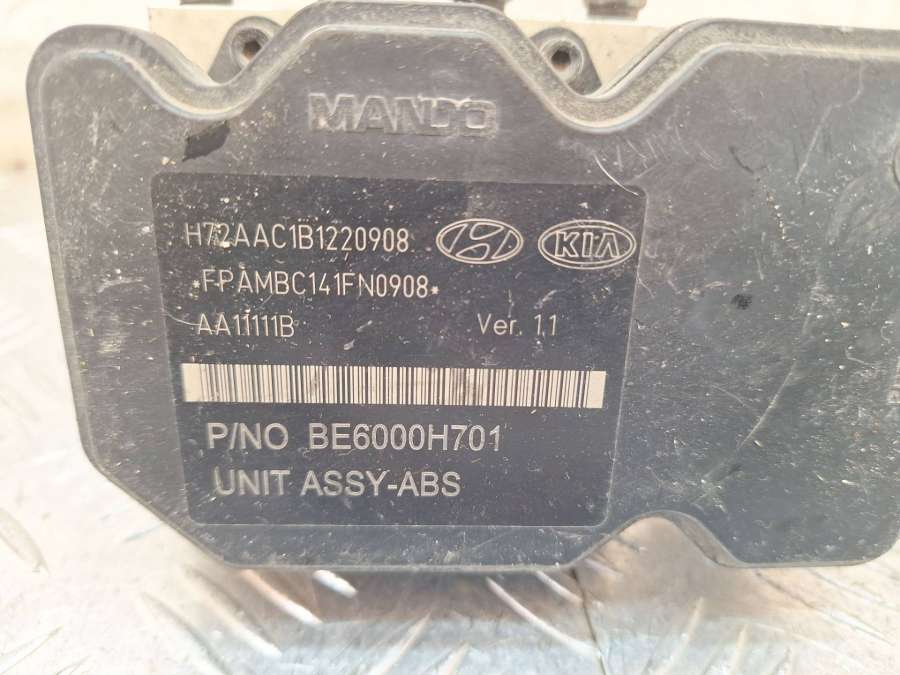 MANDO
H72AAC1B1220908
KIA
*FPAMBC141FN0908*
AA11111B Ver. 1.1
P/NO BE6000H701
UNIT ASSY-ABS